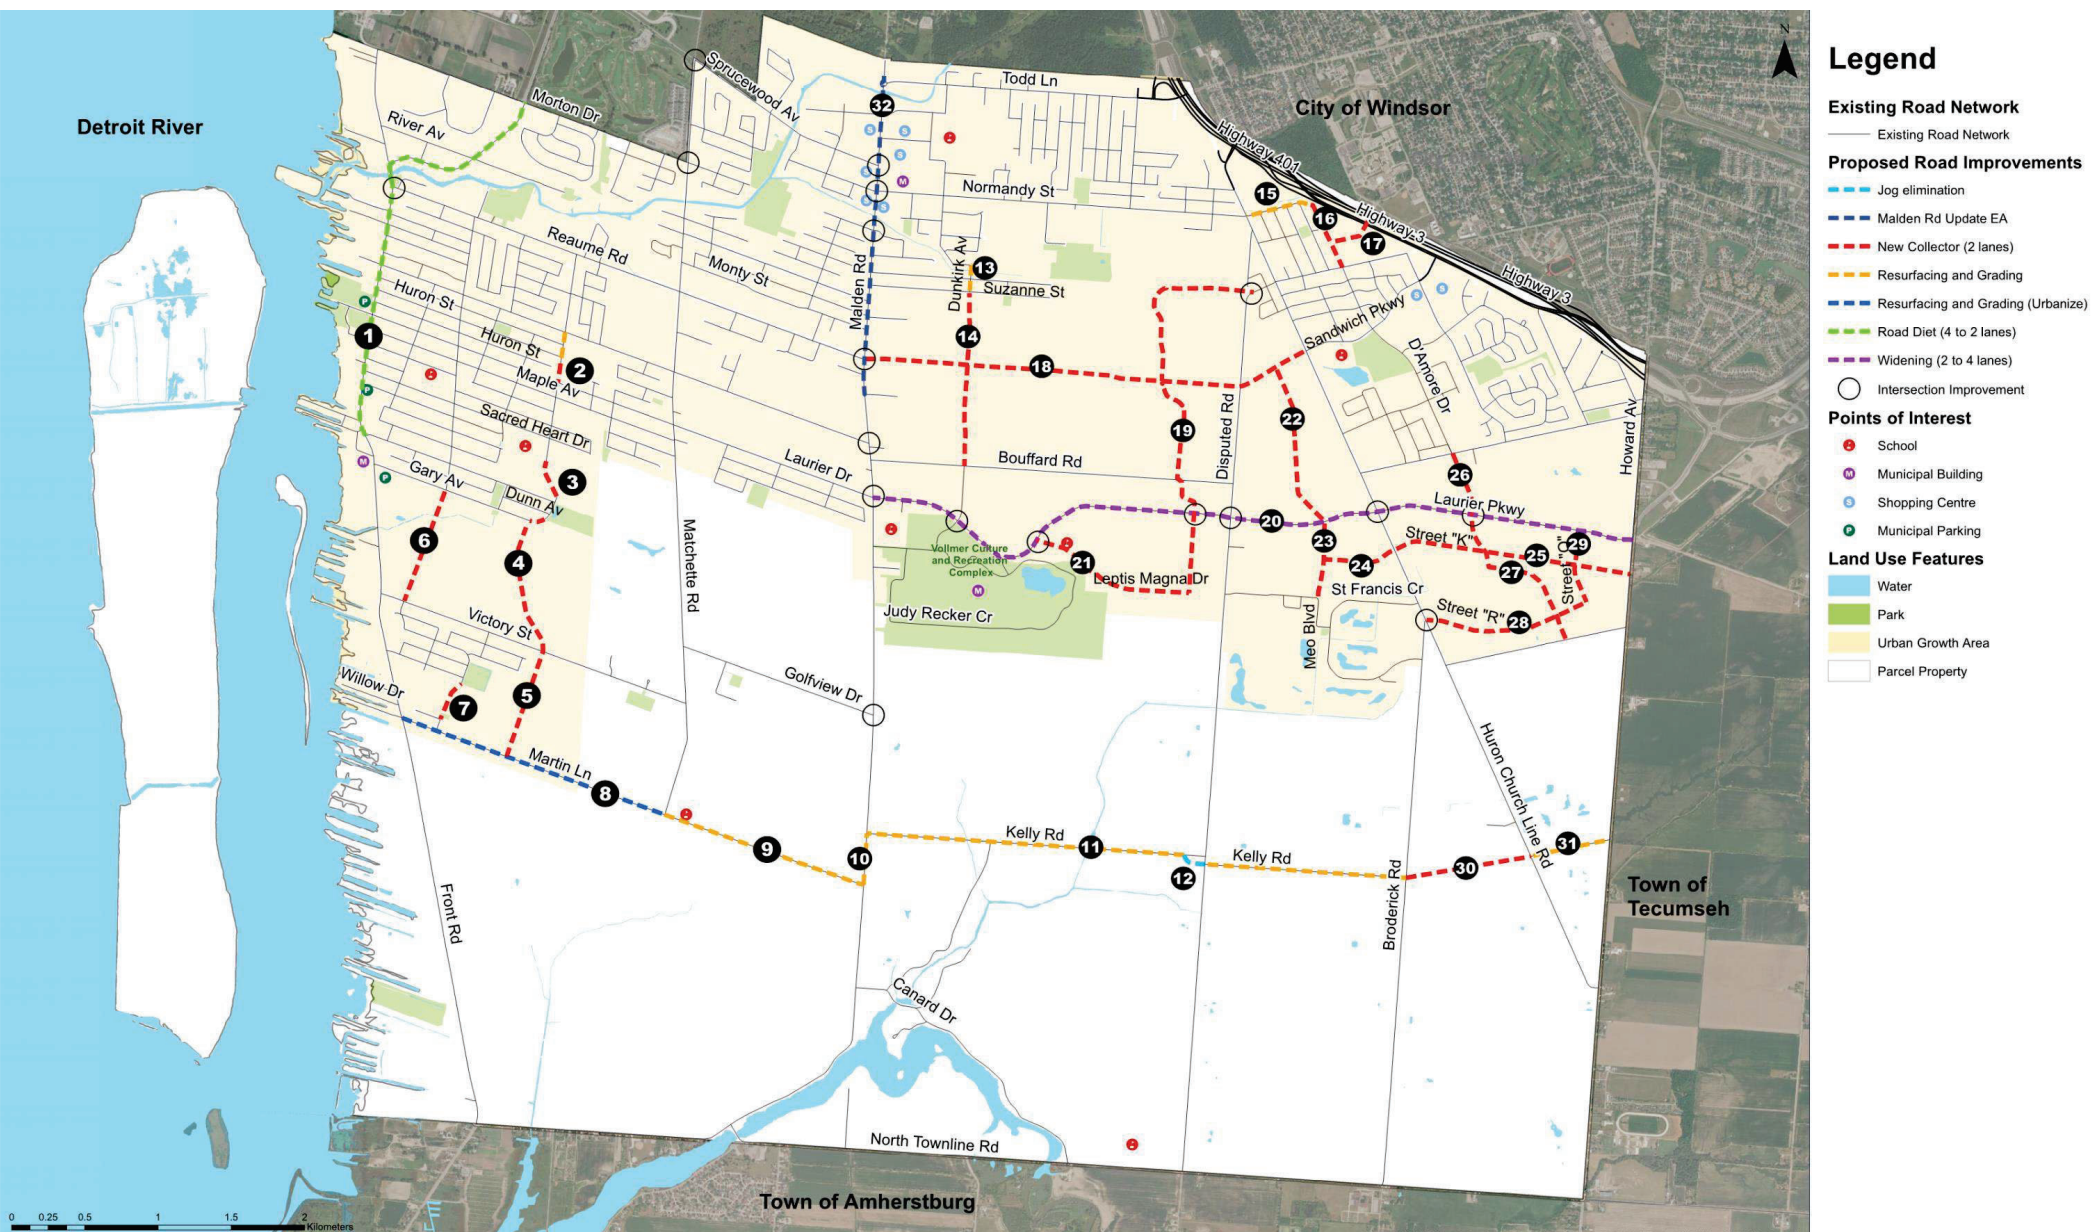 Detroit River
City of Windsor
Town of
Tecumseh
Town of Amherstburg
Morton Dr
Sprucewood Av
Todd Ln
River Av
Normandy St
Highway 401
Highway 3
Highway 3
Reaume Rd
Monty St
Malden Rd
Dunkirk Av
Suzanne St
Huron St
Huron St
Maple Av
Sacred Heart Dr
Gary Av
Dunn Av
Laurier Dr
Bouffard Rd
Disputed Rd
Sandwich Pkwy
D'Amore Dr
Howard Av
Laurier Pkwy
Street "K"
Street "Q"
Street "R"
St Francis Cr
Meo Blvd
Leptis Magna Dr
Vollmer Culture
and Recreation
Complex
Judy Recker Cr
Matchette Rd
Victory St
Willow Dr
Golfview Dr
Martin Ln
Kelly Rd
Kelly Rd
Huron Church Line Rd
Broderick Rd
Front Rd
Canard Dr
North Townline Rd
1
2
3
4
5
6
7
8
9
10
11
12
13
14
15
16
17
18
19
20
21
22
23
24
25
26
27
28
29
30
31
32
S
S
S
S
S
S
S
S
M
M
M
P
P
P
N
0 0.25 0.5 1 1.5 2
Kilometers
Legend
Existing Road Network
Existing Road Network
Proposed Road Improvements
Jog elimination
Malden Rd Update EA
New Collector (2 lanes)
Resurfacing and Grading
Resurfacing and Grading (Urbanize)
Road Diet (4 to 2 lanes)
Widening (2 to 4 lanes)
Intersection Improvement
Points of Interest
School
M Municipal Building
S Shopping Centre
P Municipal Parking
Land Use Features
Water
Park
Urban Growth Area
Parcel Property